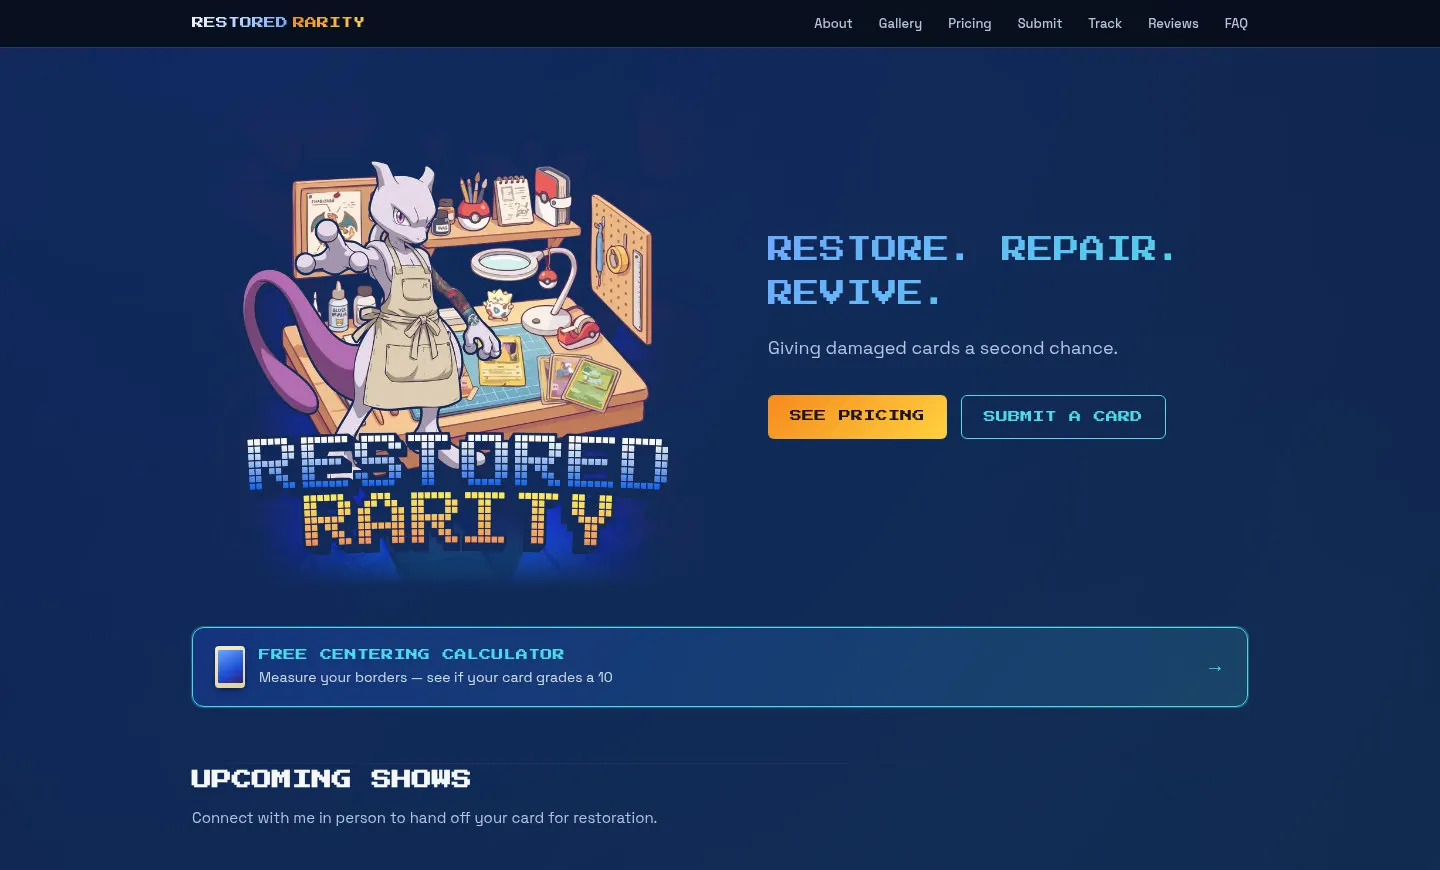 RESTORED RARITY
About
Gallery
Pricing
Submit
Track
Reviews
FAQ
RESTORED
RARITY
RESTORE. REPAIR.
REVIVE.
Giving damaged cards a second chance.
SEE PRICING
SUBMIT A CARD
FREE CENTERING CALCULATOR
Measure your borders — see if your card grades a 10
→
UPCOMING SHOWS
Connect with me in person to hand off your card for restoration.